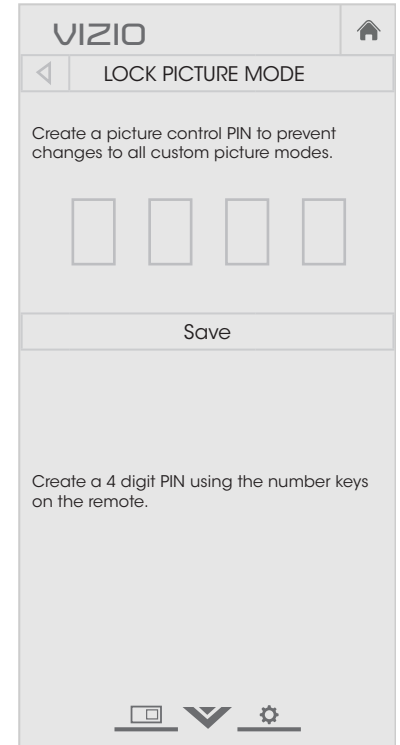 VIZIO
LOCK PICTURE MODE
Create a picture control PIN to prevent
changes to all custom picture modes.
Save
Create a 4 digit PIN using the number keys
on the remote.